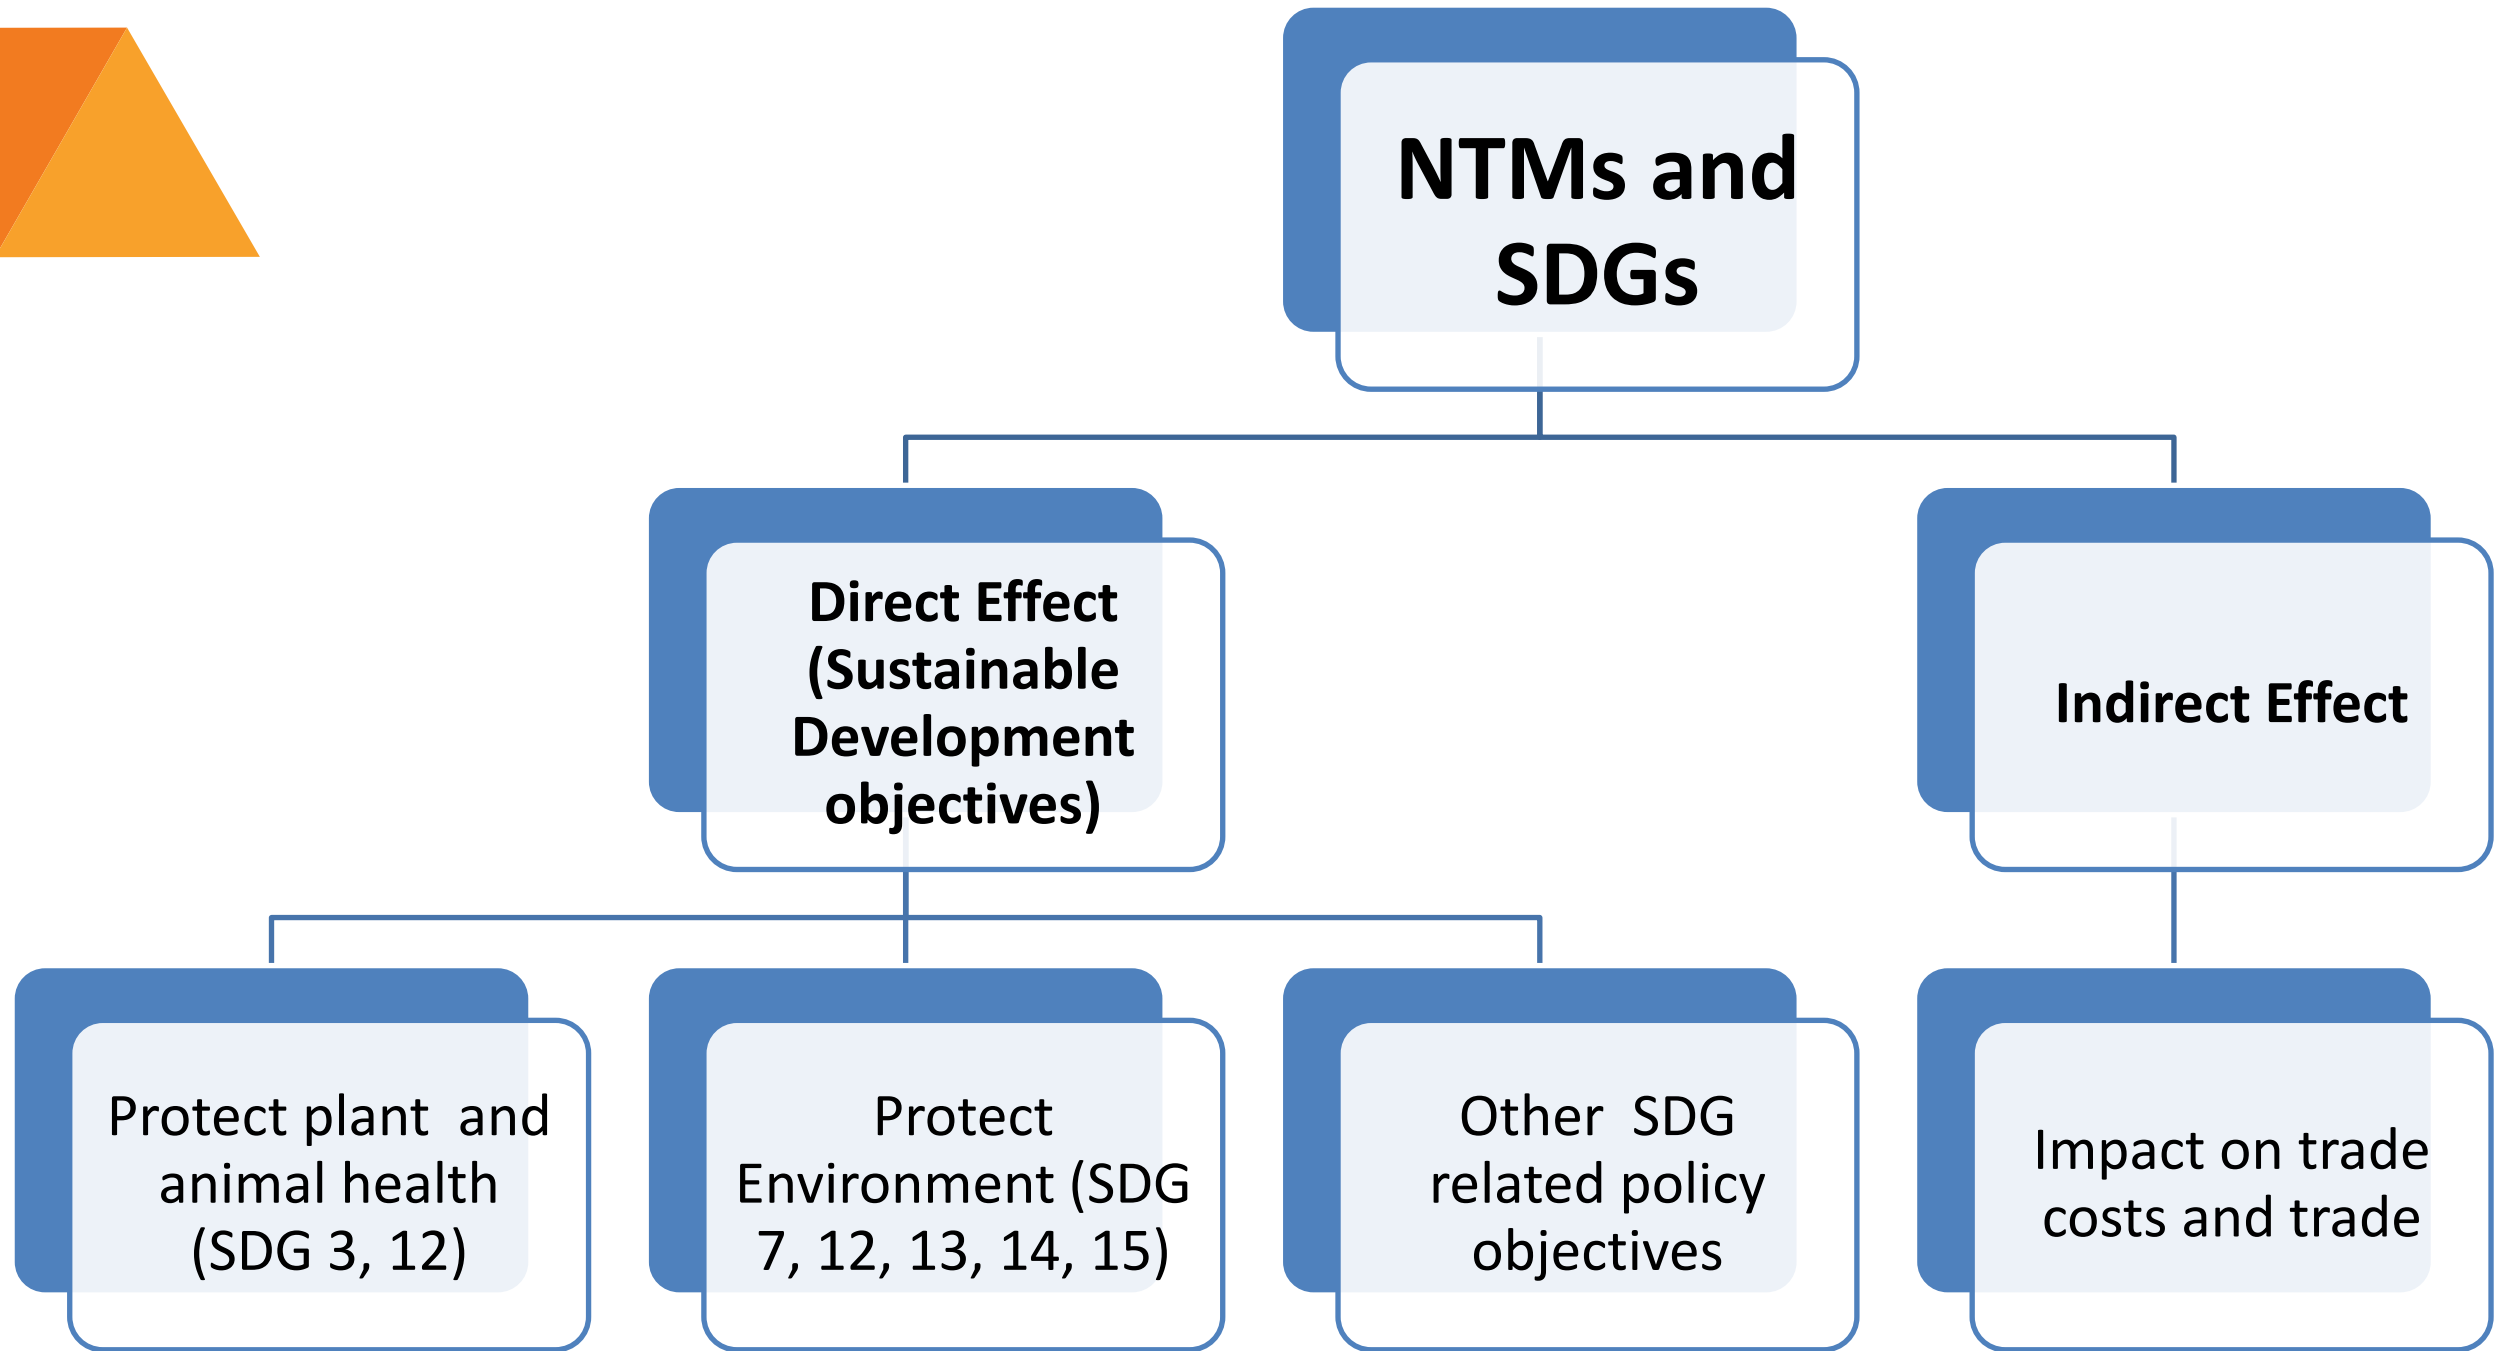 NTMs and
SDGs
Direct Effect
(Sustainable
Development
objectives)
Indirect Effect
Protect plant and
animal health
(SDG 3, 12)
Protect
Environment (SDG
7, 12, 13, 14, 15)
Other SDG
related policy
objectives
Impact on trade
costs and trade